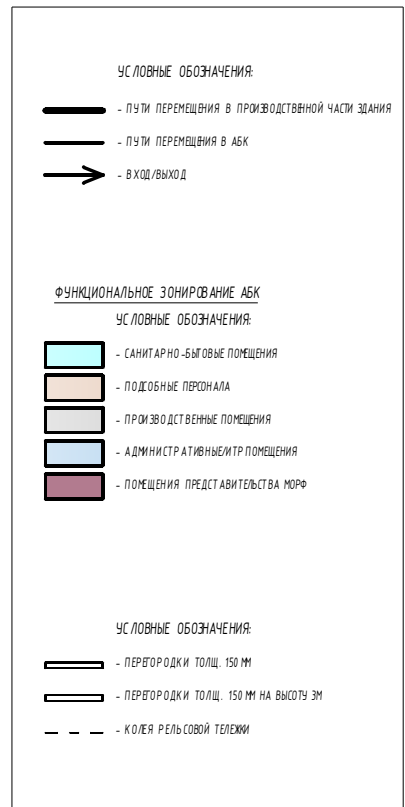 УСЛОВНЫЕ ОБОЗНАЧЕНИЯ:
- ПУТИ ПЕРЕМЕЩЕНИЯ В ПРОИЗВОДСТВЕННОЙ ЧАСТИ ЗДАНИЯ
- ПУТИ ПЕРЕМЕЩЕНИЯ В АБК
- ВХОД/ВЫХОД
ФУНКЦИОНАЛЬНОЕ ЗОНИРОВАНИЕ АБК
УСЛОВНЫЕ ОБОЗНАЧЕНИЯ:
- САНИТАРНО-БЫТОВЫЕ ПОМЕЩЕНИЯ
- ПОДСОБНЫЕ ПЕРСОНАЛА
- ПРОИЗВОДСТВЕННЫЕ ПОМЕЩЕНИЯ
- АДМИНИСТРАТИВНЫЕ/ИТР ПОМЕЩЕНИЯ
- ПОМЕЩЕНИЯ ПРЕДСТАВИТЕЛЬСТВА МОРФ
УСЛОВНЫЕ ОБОЗНАЧЕНИЯ:
- ПЕРЕГОРОДКИ ТОЛЩ. 150 ММ
- ПЕРЕГОРОДКИ ТОЛЩ. 150 ММ НА ВЫСОТУ 3М
- КОЛЕЯ РЕЛЬСОВОЙ ТЕЛЕЖКИ